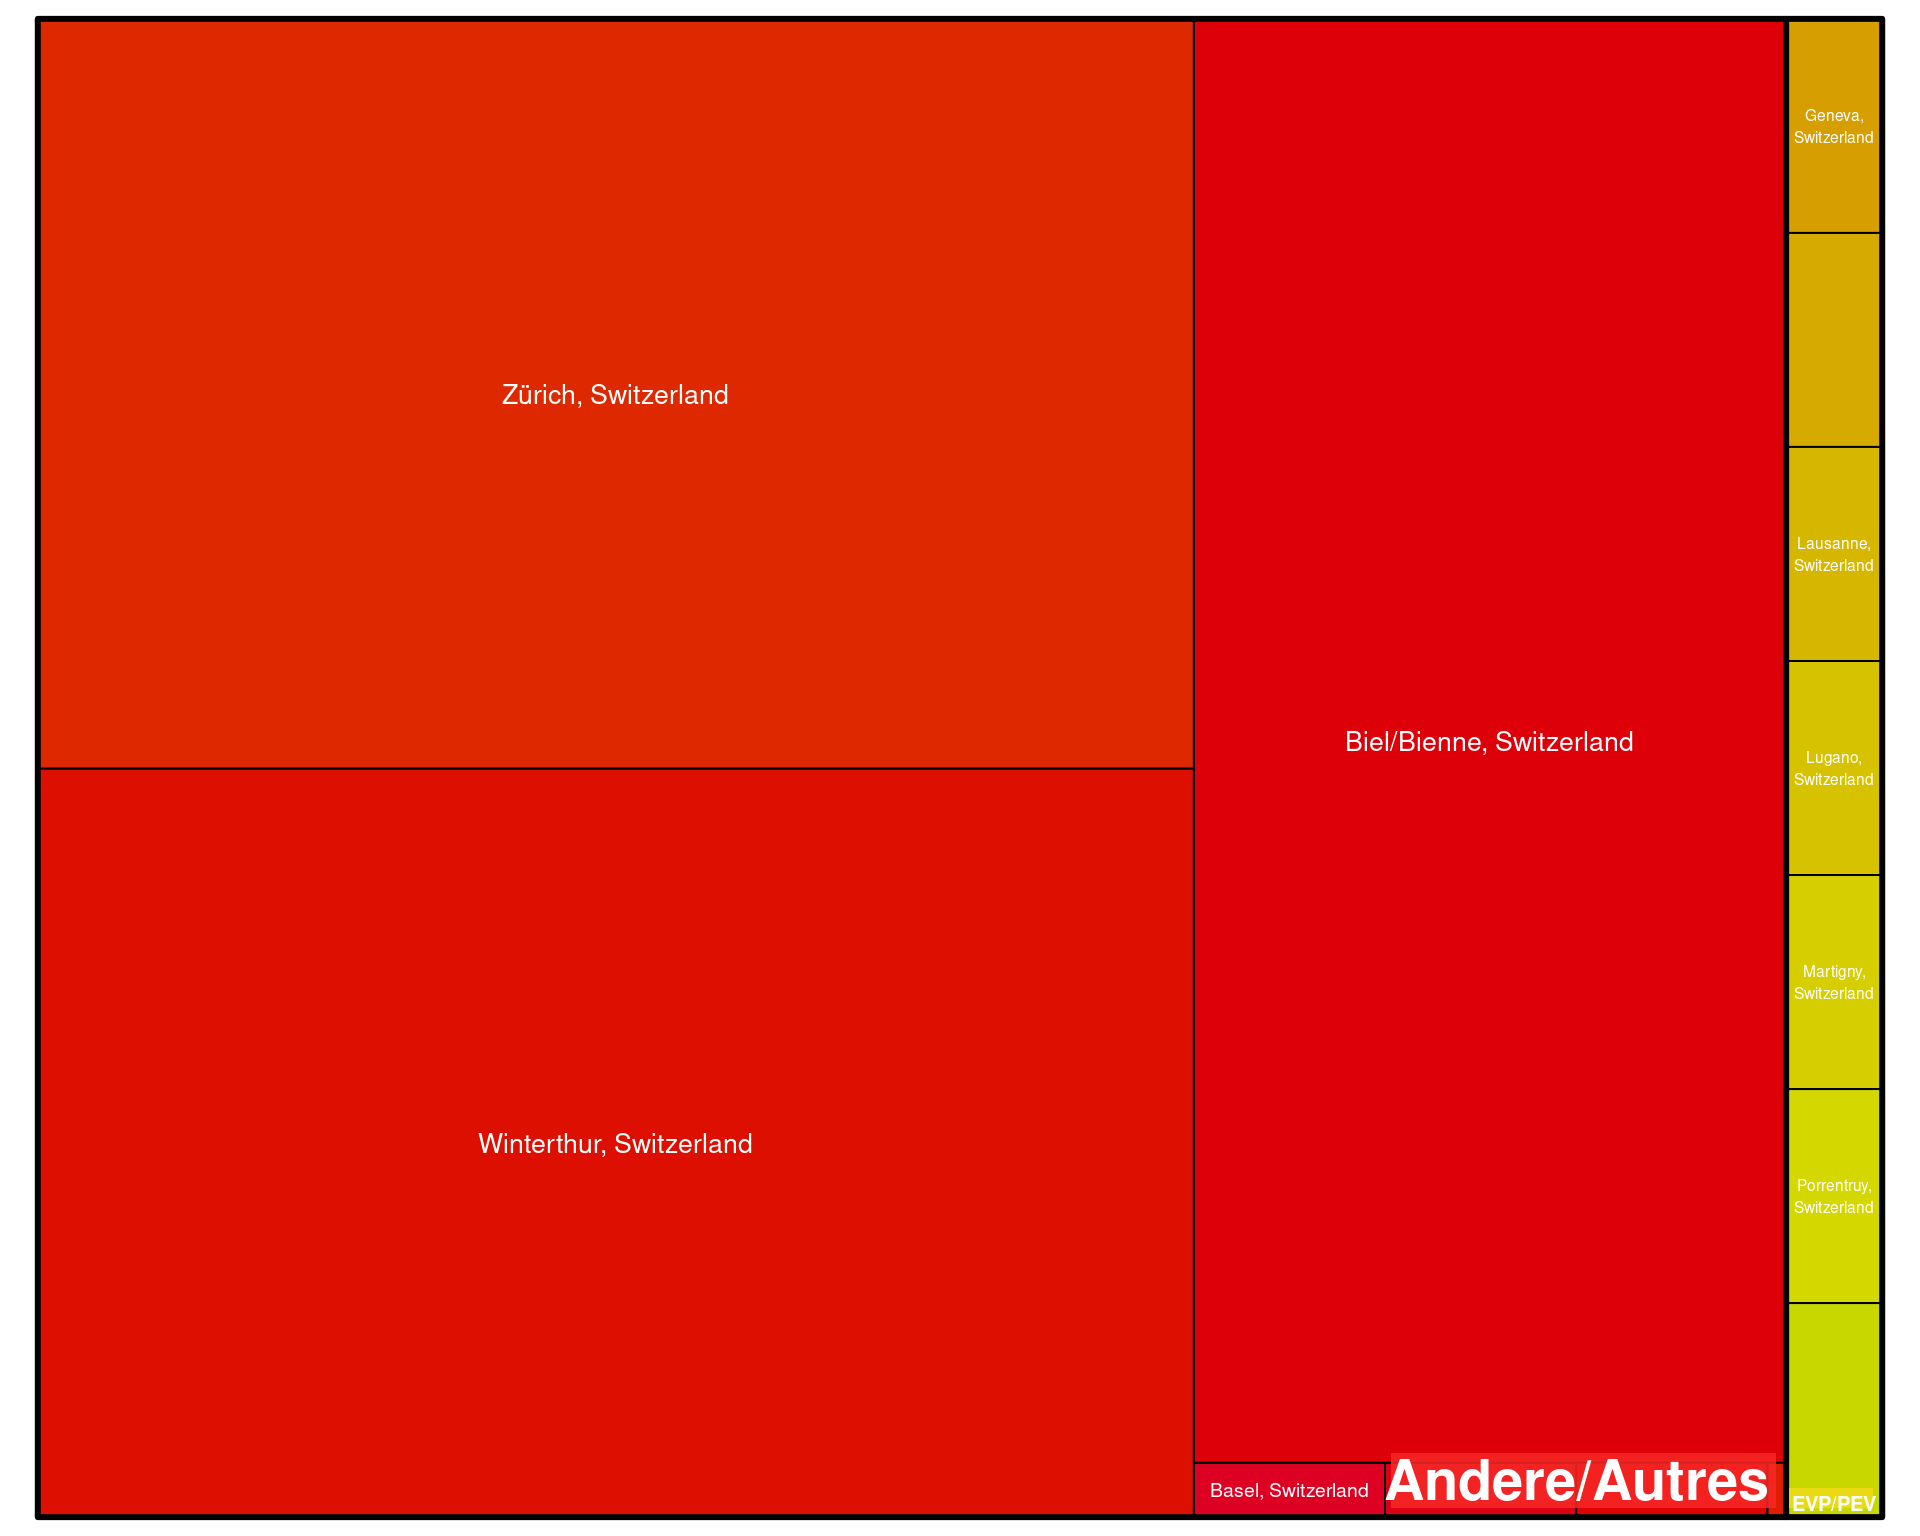 Zürich, Switzerland
Winterthur, Switzerland
Biel/Bienne, Switzerland
Basel, Switzerland
Andere/Autres
Geneva,
Switzerland
Lausanne,
Switzerland
Lugano,
Switzerland
Martigny,
Switzerland
Porrentruy,
Switzerland
EVP/PEV